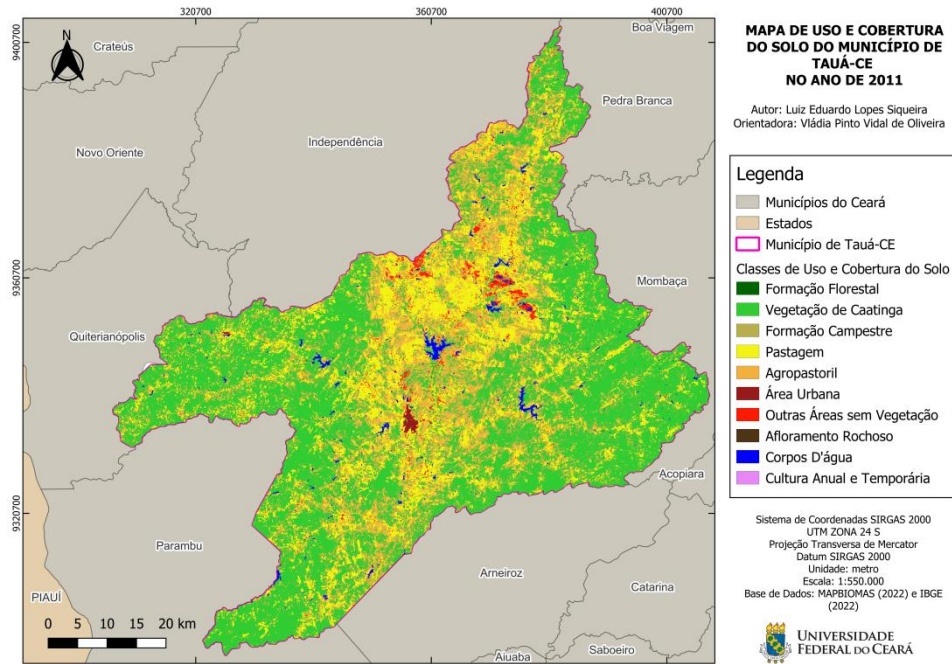 320700
360700
400700
9400700
9360700
9320700
Crateús
Boa Viagem
Pedra Branca
Independência
Novo Oriente
Mombaça
Quiterianópolis
Acopiara
Parambu
Arneiroz
Catarina
PIAUÍ
Saboeiro
Aiuaba
0 5 10 15 20 km
MAPA DE USO E COBERTURA
DO SOLO DO MUNICÍPIO DE
TAUÁ-CE
NO ANO DE 2011
Autor: Luiz Eduardo Lopes Siqueira
Orientadora: Vládia Pinto Vidal de Oliveira
Legenda
Municípios do Ceará
Estados
Município de Tauá-CE
Classes de Uso e Cobertura do Solo
Formação Florestal
Vegetação de Caatinga
Formação Campestre
Pastagem
Agropastoril
Área Urbana
Outras Áreas sem Vegetação
Afloramento Rochoso
Corpos D'água
Cultura Anual e Temporária
Sistema de Coordenadas SIRGAS 2000
UTM ZONA 24 S
Projeção Transversa de Mercator
Datum SIRGAS 2000
Unidade: metro
Escala: 1:550.000
Base de Dados: MAPBIOMAS (2022) e IBGE
(2022)
UNIVERSIDADE
FEDERAL DO CEARÁ